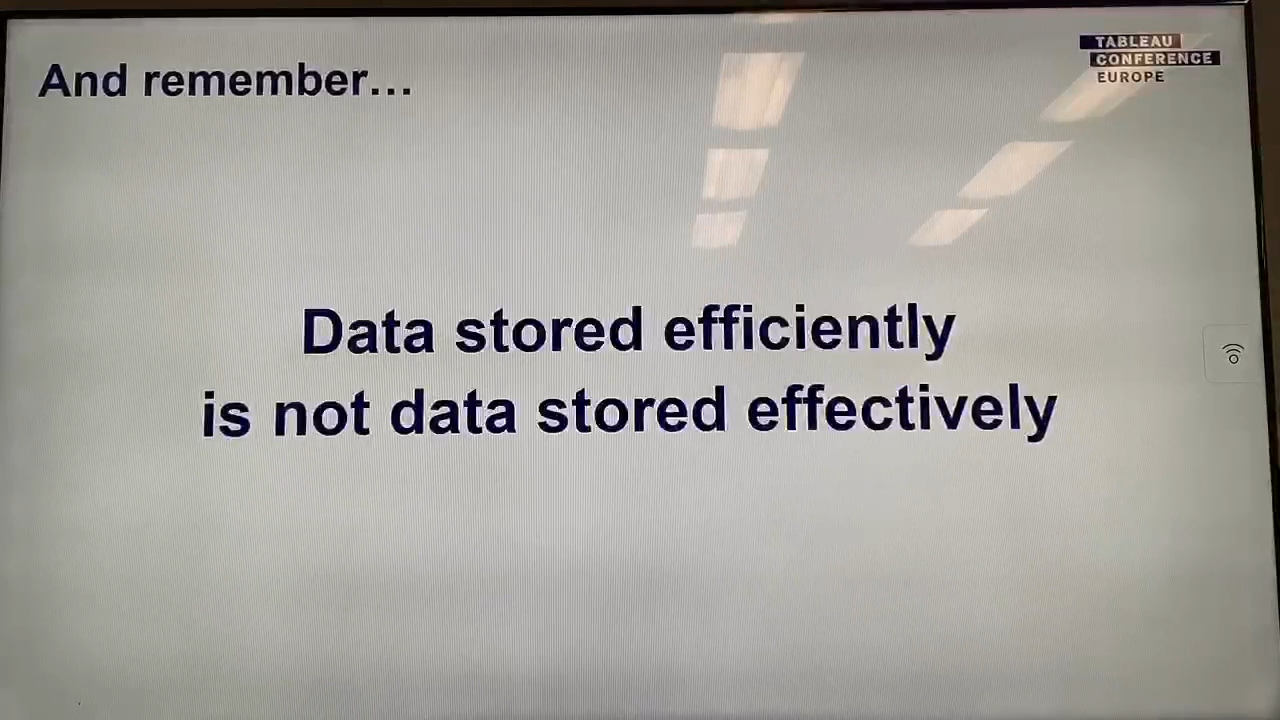 And remember...
TABLEAU
CONFERENCE
EUROPE
Data stored efficiently
is not data stored effectively